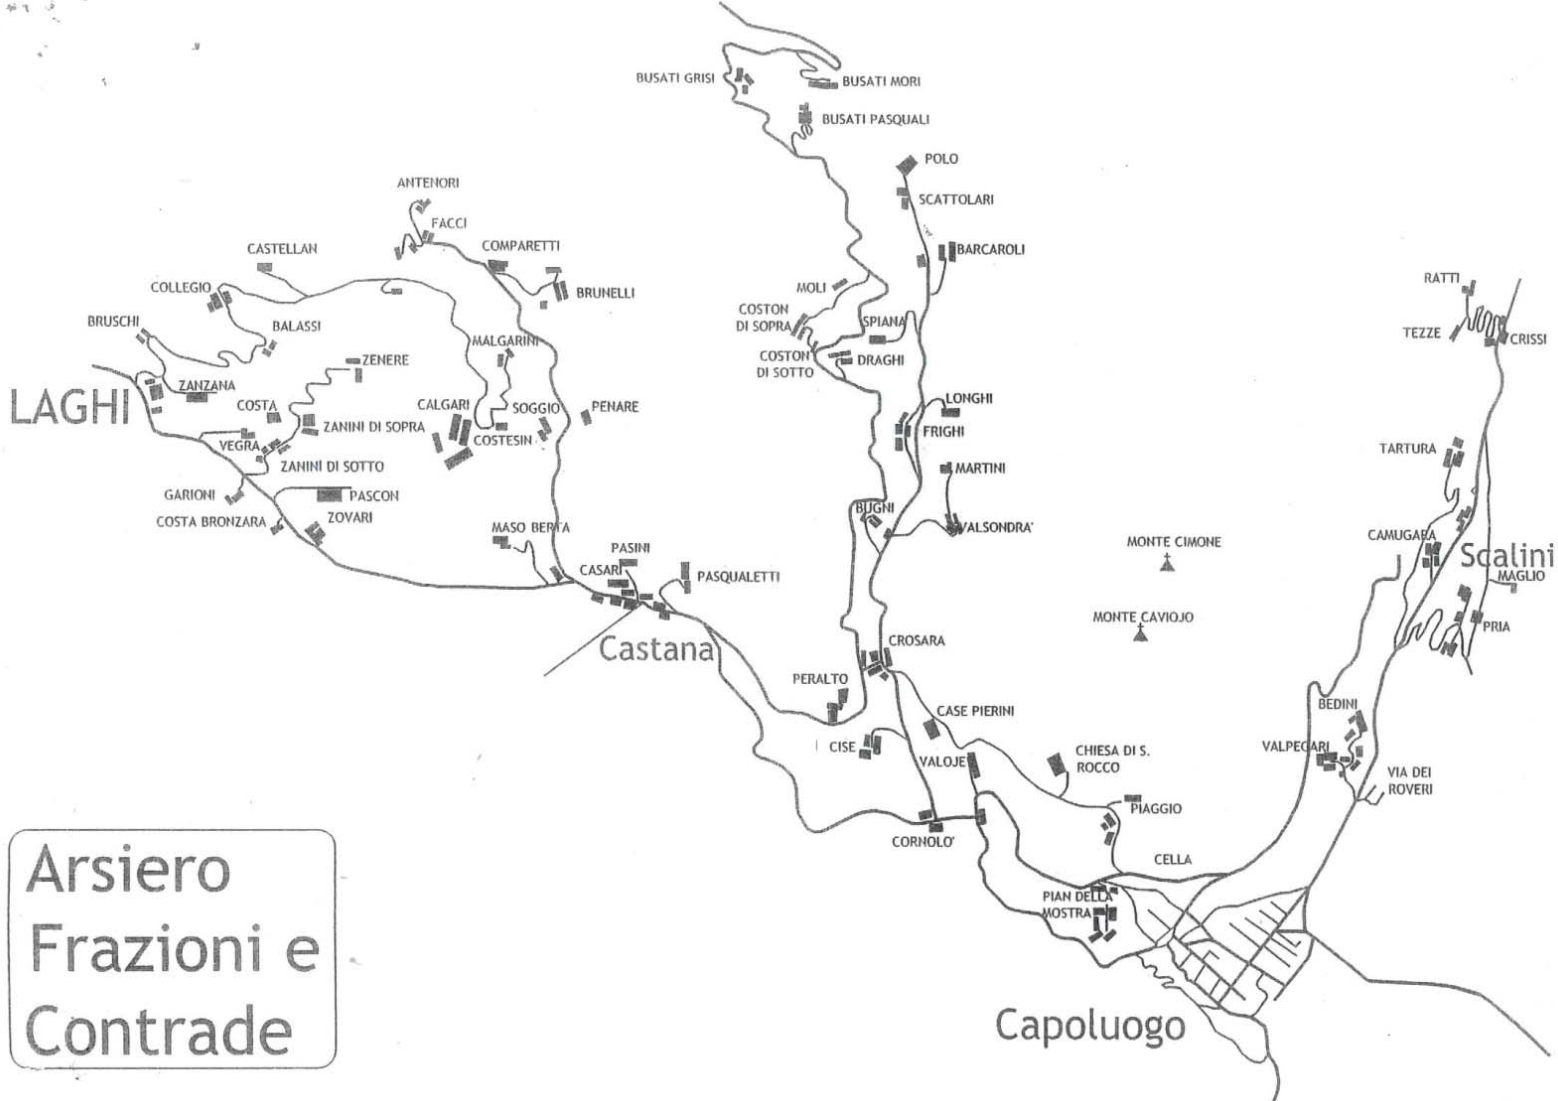 BUSATI GRISI
BUSATI MORI
BUSATI PASQUALI
POLO
SCATTOLARI
BARCAROLI
ANTENORI
FACCI
CASTELLAN
COMPARETTI
COLLEGIO
BRUNELLI
BRUSCHI
BALASSI
MALGARINI
ZENERE
LAGHI
ZANZANA
COSTA
CALGARI
SOGGIO
PENARE
ZANINI DI SOPRA
COSTESIN
VEGRA
ZANINI DI SOTTO
GARIONI
PASCON
COSTA BRONZARA
ZOVARI
MASO BERTA
PASINI
CASARI
PASQUALETTI
Castana
MOLI
COSTON
DI SOPRA
SPIANA
COSTON
DI SOTTO
DRAGHI
LONGHI
FRIGHI
MARTINI
BUGNI
VALSONDRA'
MONTE CIMONE
MONTE CAVIOJO
CROSARA
PERALTO
CASE PIERINI
CISE
VALOJE
CHIESA DI S.
ROCCO
PIAGGIO
CORNOLO'
CELLA
PIAN DELLA
MOSTRA
RATTI
TEZZE
CRISSI
TARTURA
CAMUGARA
Scalini
MAGLIO
PRIA
BEDINI
VALPEGARI
VIA DEI
ROVERI
Capoluogo
Arsiero
Frazioni e
Contrade